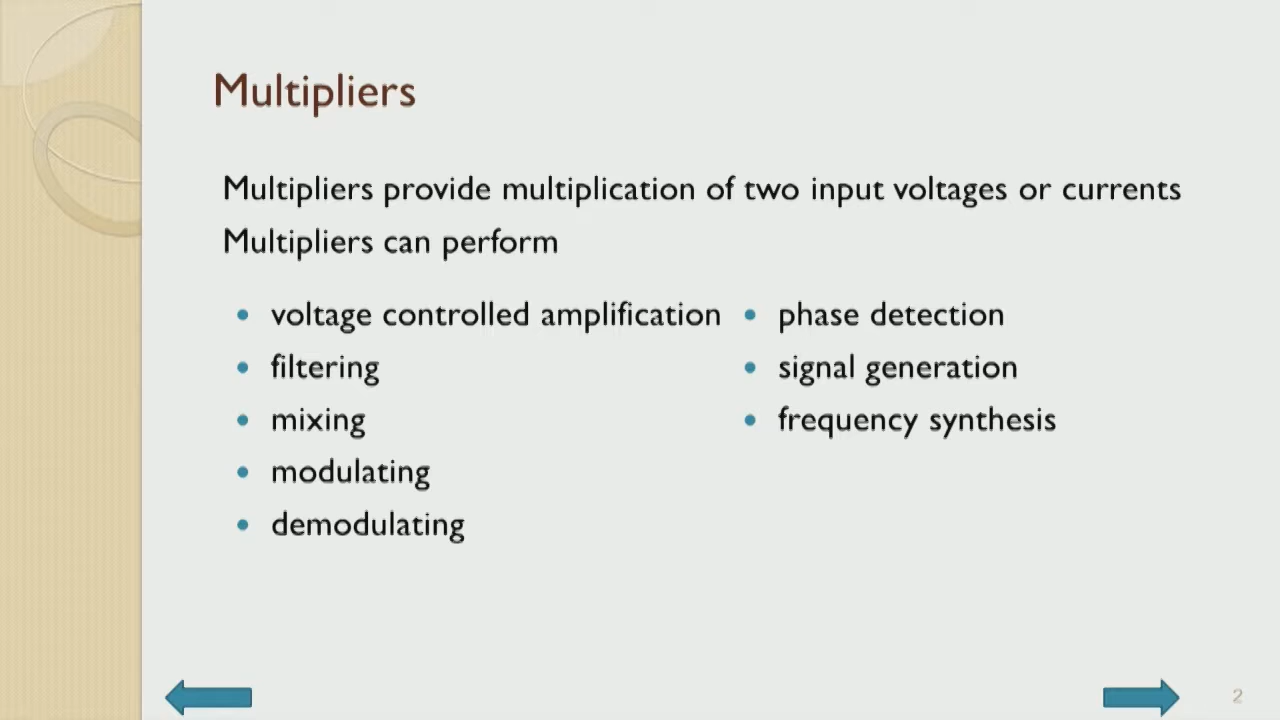 Multipliers
Multipliers provide multiplication of two input voltages or currents
Multipliers can perform
• voltage controlled amplification
• filtering
• mixing
• modulating
• demodulating
• phase detection
• signal generation
• frequency synthesis
2